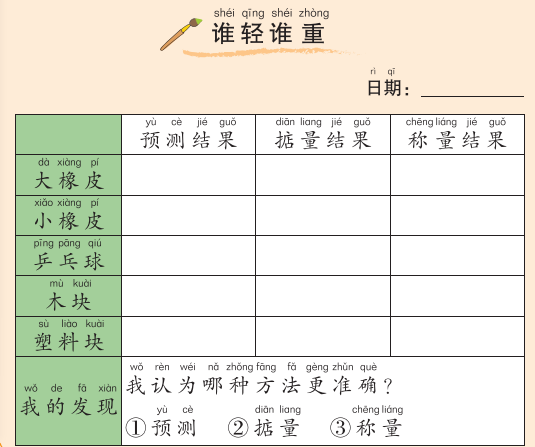 shéi qīng shéi zhòng
谁轻谁重
rì qī
日期：
yù cè jié guǒ diān liang jié guǒ chēng liáng jié guǒ
预测结果 掂量结果 称量结果
dà xiàng pí
大橡皮
xiǎo xiàng pí
小橡皮
pīng pāng qiú
乒乓球
mù kuài
木块
sù liào kuài
塑料块
wǒ de fā xiàn
我的发现
wǒ rèn wéi nǎ zhǒng fāng fǎ gèng zhǔn què
我认为哪种方法更准确？
yù cè diān liang chēng liáng
①预测 ②掂量 ③称量